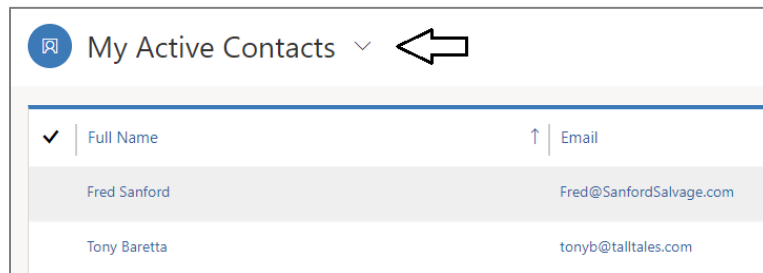 My Active Contacts
Full Name Email
Fred Sanford Fred@SanfordSalvage.com
Tony Baretta tonyb@talltales.com